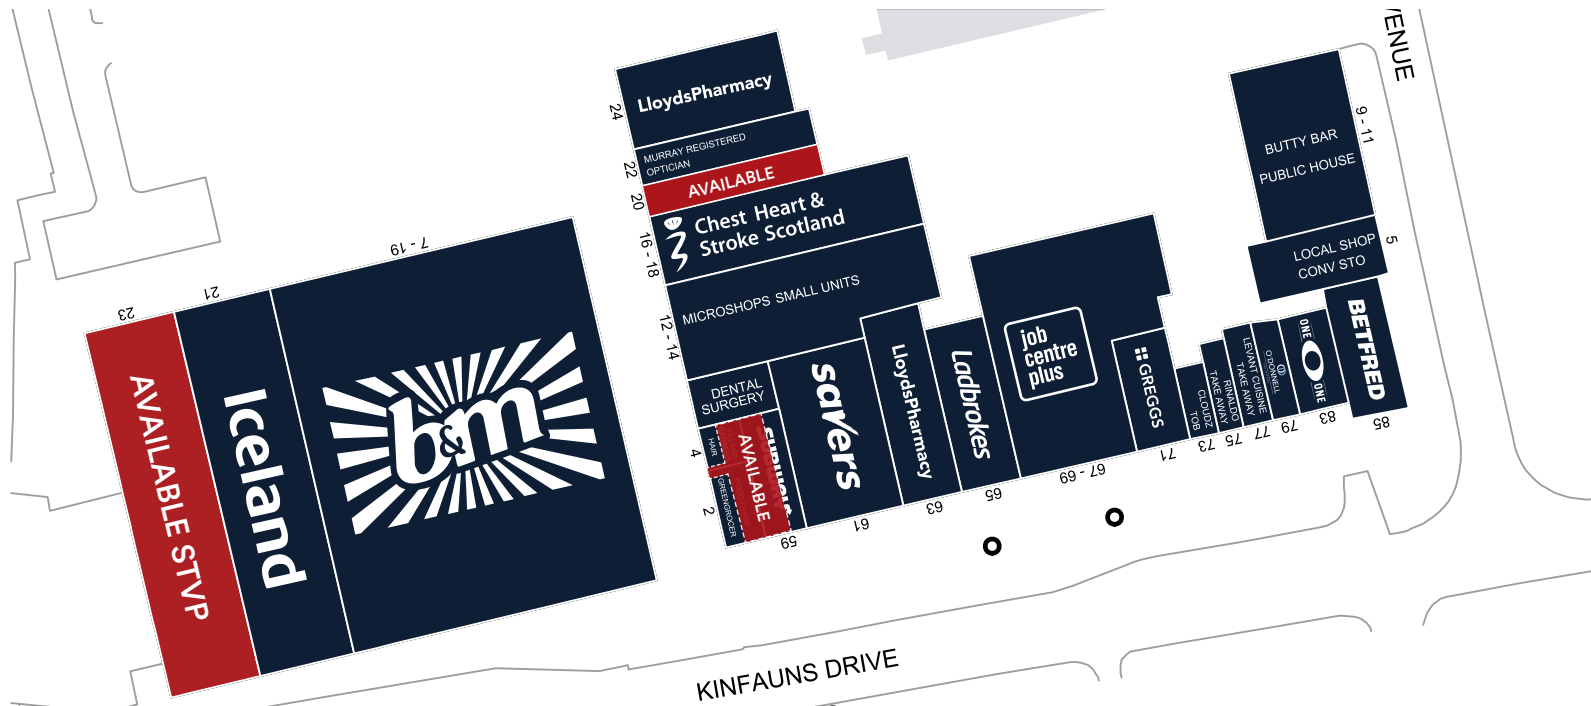 VENUE
LloydsPharmacy
24
MURRAY REGISTERED
OPTICIAN
22
AVAILABLE
20
Chest Heart &
Stroke Scotland
16 - 18
MICROSHOPS SMALL UNITS
12 - 14
DENTAL
SURGERY
HAIR
4
GREENGROCER
2
AVAILABLE
SUBWAY
59
savers
61
LloydsPharmacy
63
Ladbrokes
65
job
centre
plus
67 - 69
GREGGS
71
CLOUDZ
TOB
73
RINALDO
TAKE AWAY
75
LEVANT CUISINE
TAKE AWAY
77
O'DONNELL
79
ONE O ONE
83
BETFRED
85
LOCAL SHOP
CONV STO
5
BUTTY BAR
PUBLIC HOUSE
9 - 11
7 - 19
b&m
21
Iceland
23
AVAILABLE STVP
KINFAUNS DRIVE